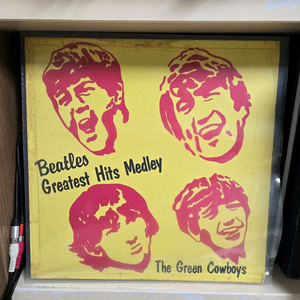 Beatles
Greatest Hits Medley
The Green Cowboys